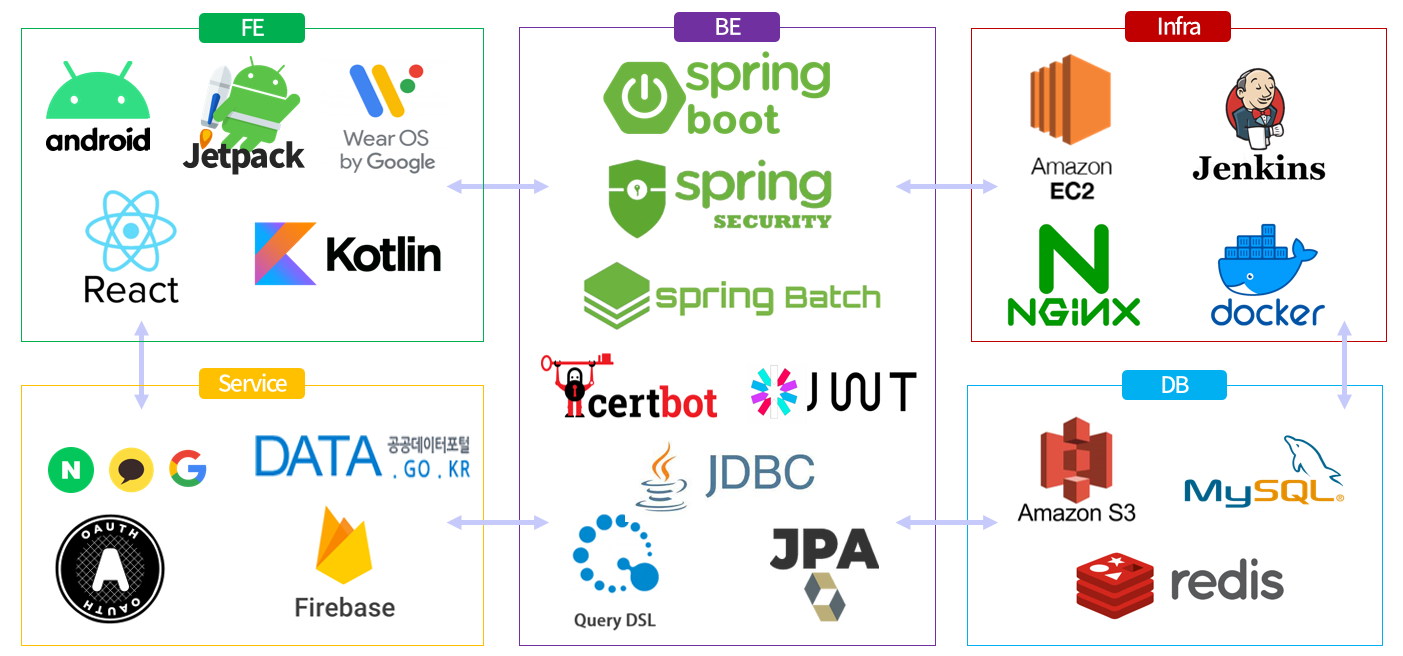 FE
android
Jetpack
Wear OS
by Google
React
Kotlin
BE
spring
boot
spring
SECURITY
spring Batch
certbot
JWT
JDBC
Query DSL
JPA
Infra
Amazon
EC2
Jenkins
NGiNX
docker
Service
N
G
DATA 공공데이터포털
.GO.KR
OAUTH
A
OAUTH
Firebase
DB
Amazon S3
MySQL®
redis